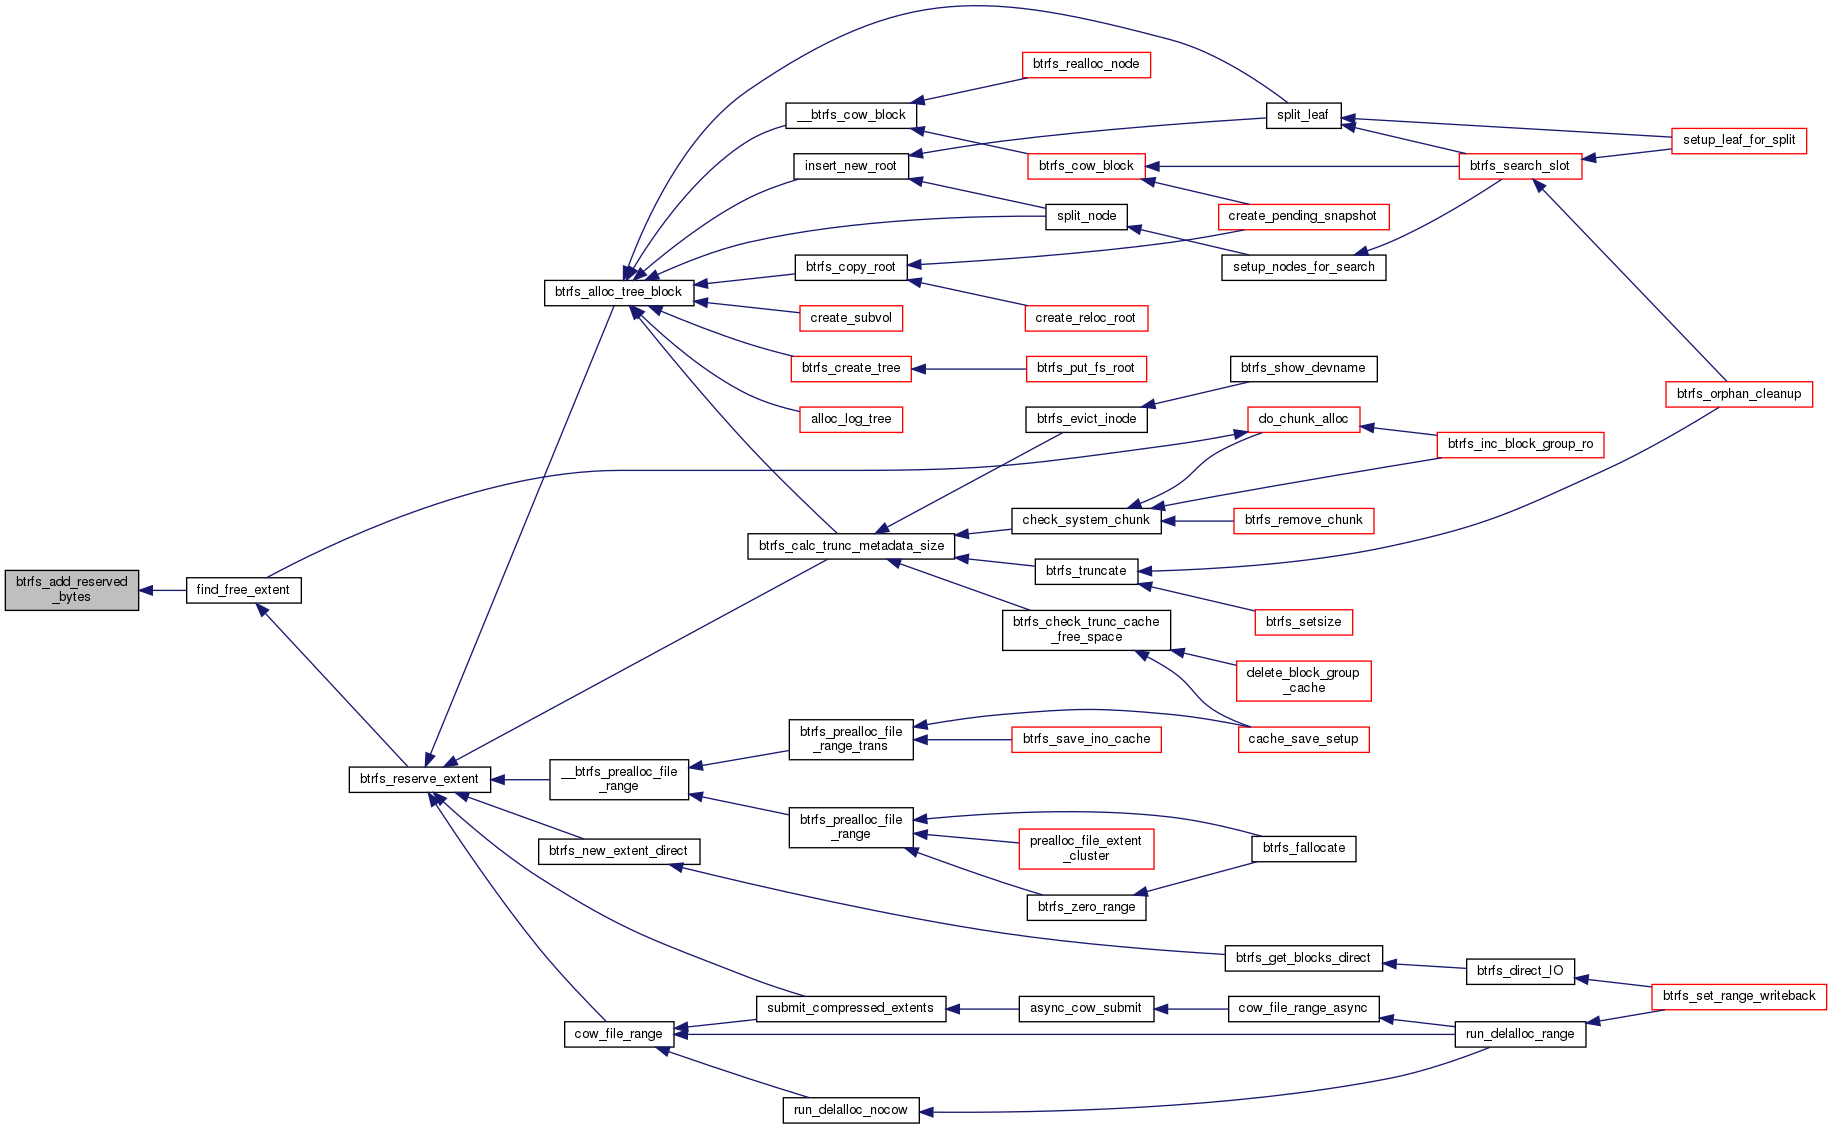 btrfs_realloc_node
__btrfs_cow_block
split_leaf
setup_leaf_for_split
insert_new_root
btrfs_cow_block
btrfs_search_slot
split_node
create_pending_snapshot
btrfs_copy_root
setup_nodes_for_search
btrfs_alloc_tree_block
create_subvol
create_reloc_root
btrfs_create_tree
btrfs_put_fs_root
btrfs_show_devname
btrfs_orphan_cleanup
alloc_log_tree
btrfs_evict_inode
do_chunk_alloc
btrfs_inc_block_group_ro
check_system_chunk
btrfs_remove_chunk
btrfs_calc_trunc_metadata_size
btrfs_truncate
btrfs_add_reserved
_bytes
find_free_extent
btrfs_setsize
btrfs_check_trunc_cache
_free_space
delete_block_group
_cache
btrfs_prealloc_file
_range_trans
btrfs_save_ino_cache
cache_save_setup
btrfs_reserve_extent
__btrfs_prealloc_file
_range
btrfs_prealloc_file
_range
prealloc_file_extent
_cluster
btrfs_fallocate
btrfs_new_extent_direct
btrfs_zero_range
btrfs_get_blocks_direct
btrfs_direct_IO
btrfs_set_range_writeback
submit_compressed_extents
async_cow_submit
cow_file_range_async
cow_file_range
run_delalloc_range
run_delalloc_nocow